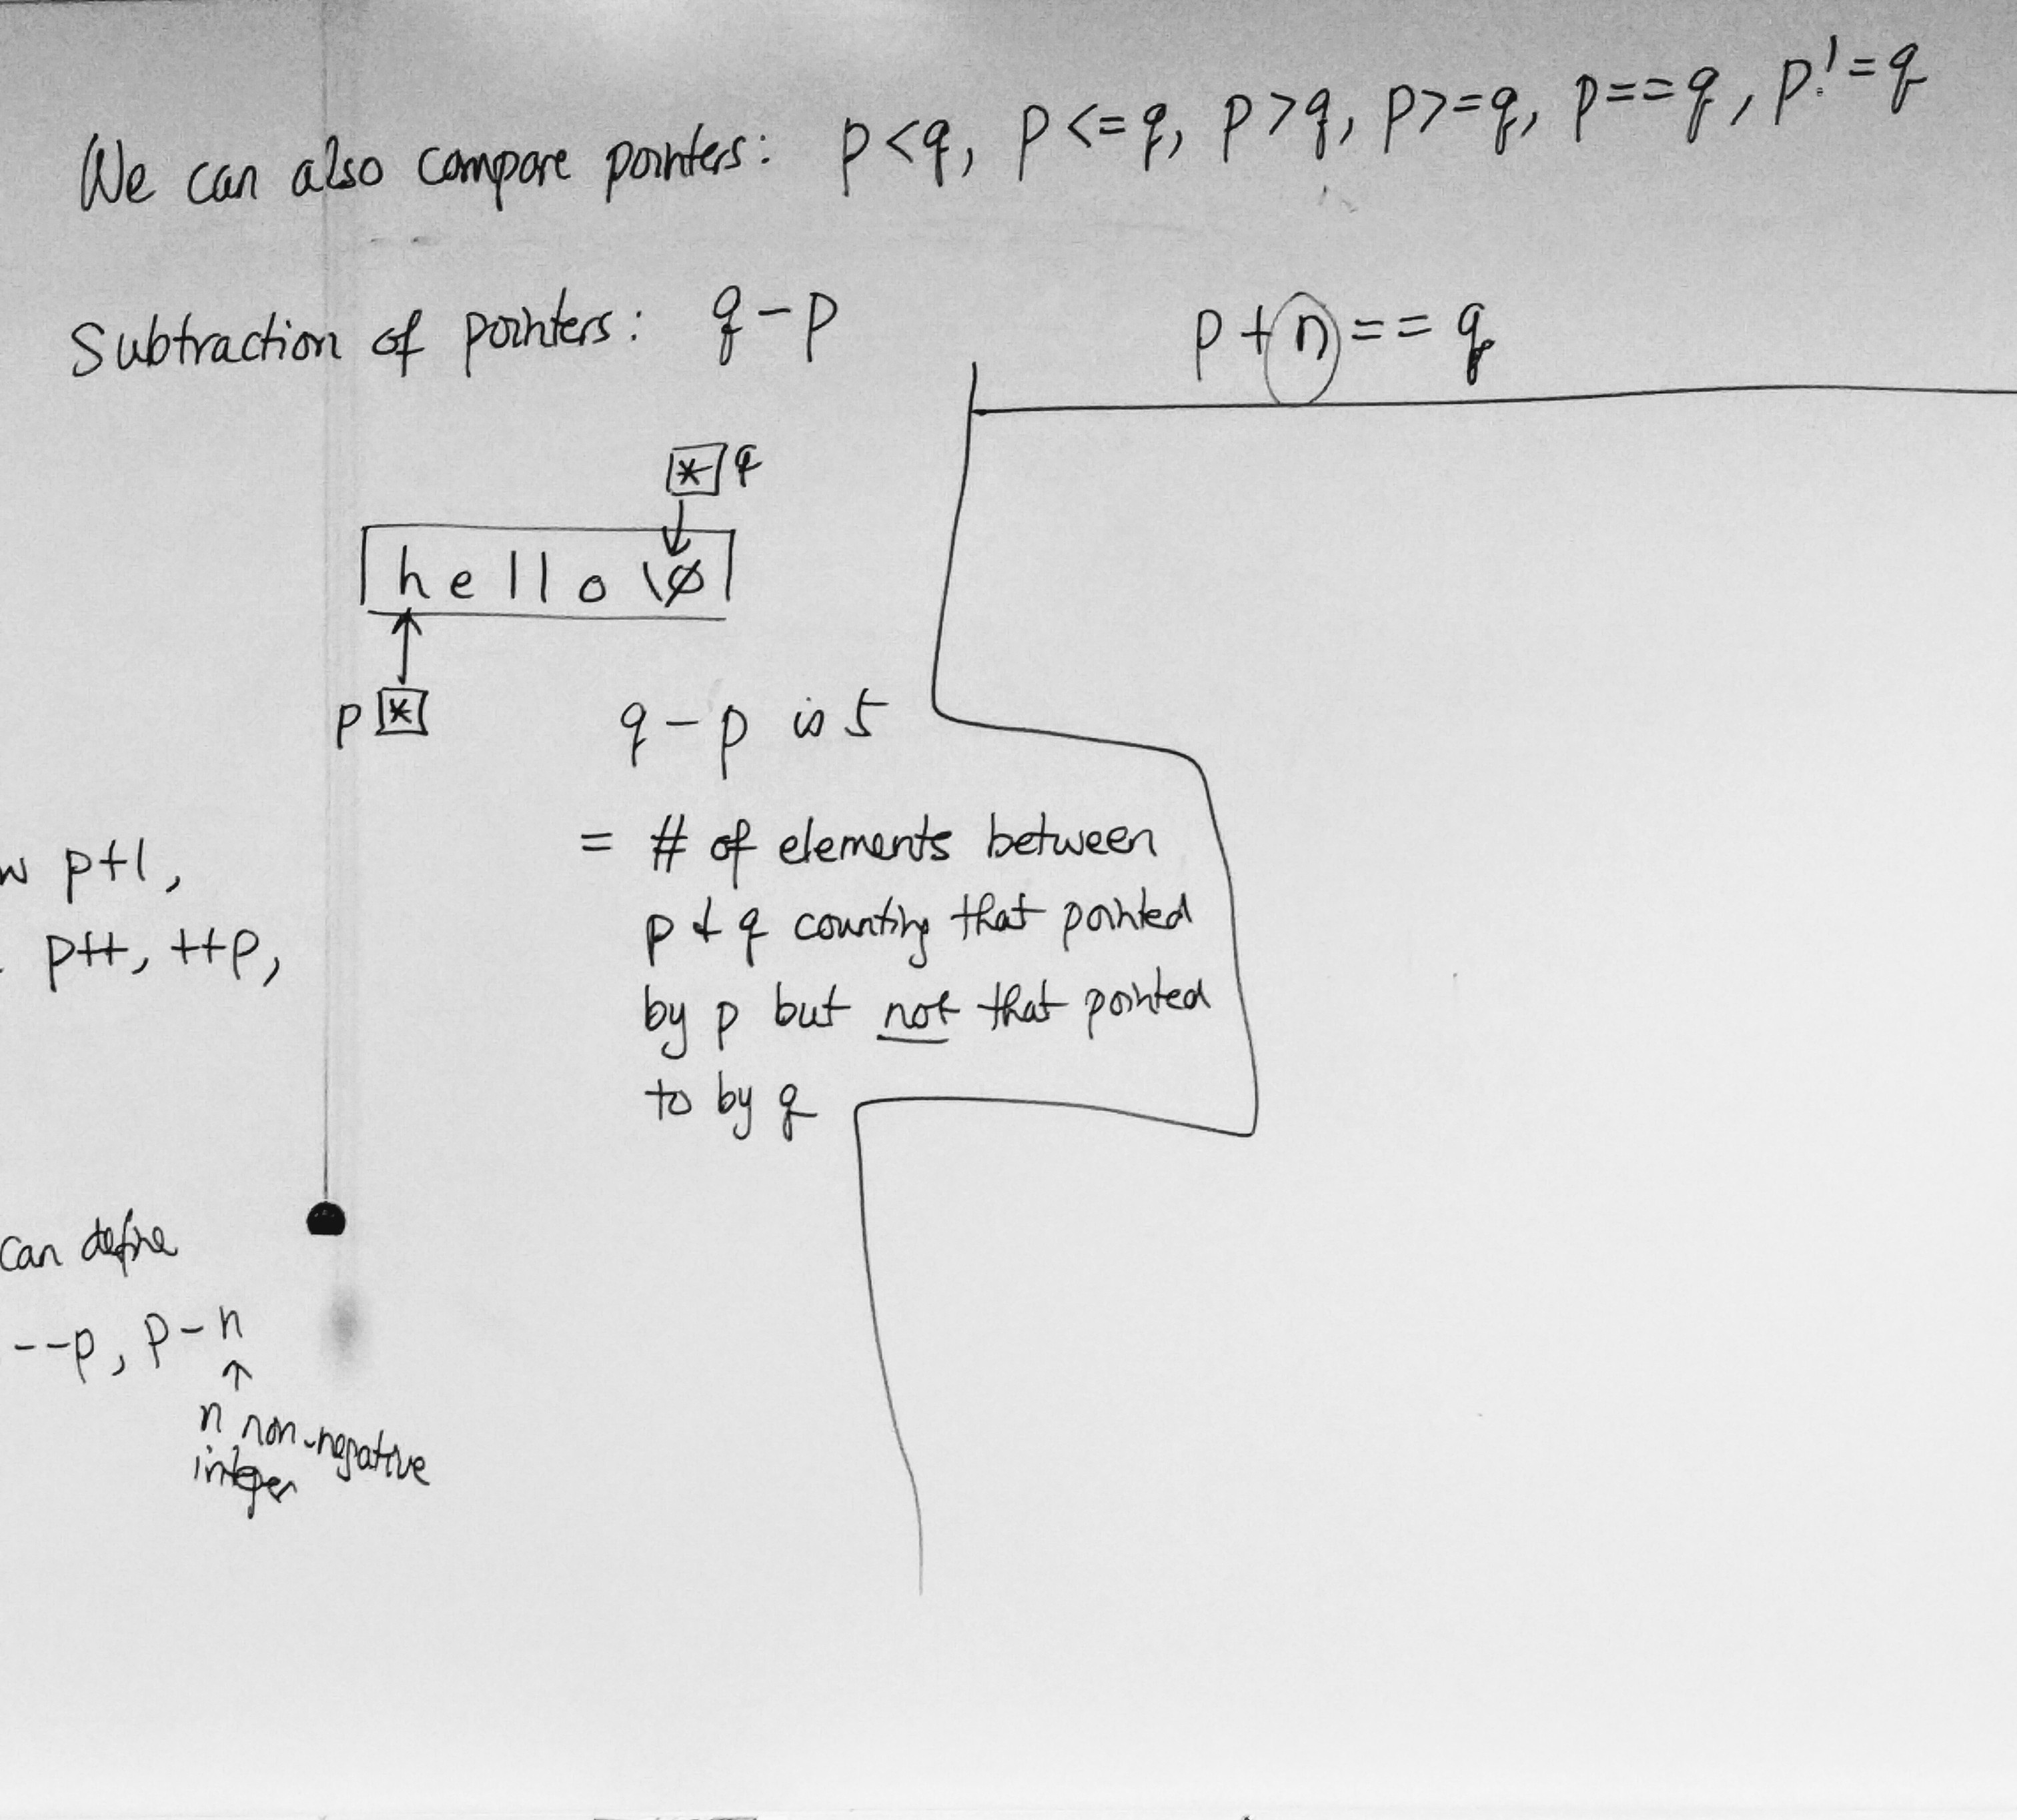 We can also compare pointers: p<q, p<=q, p>q, p>=q, p==q, p!=q
Subtraction of pointers: q-p p+n==q
* q
h e l l o \0
p *
q-p is 5
= # of elements between
p & q counting that pointed
by p but not that pointed
to by q
p+1,
p++, ++p,
can define
--p, p-n
↑
n non-negative
integer